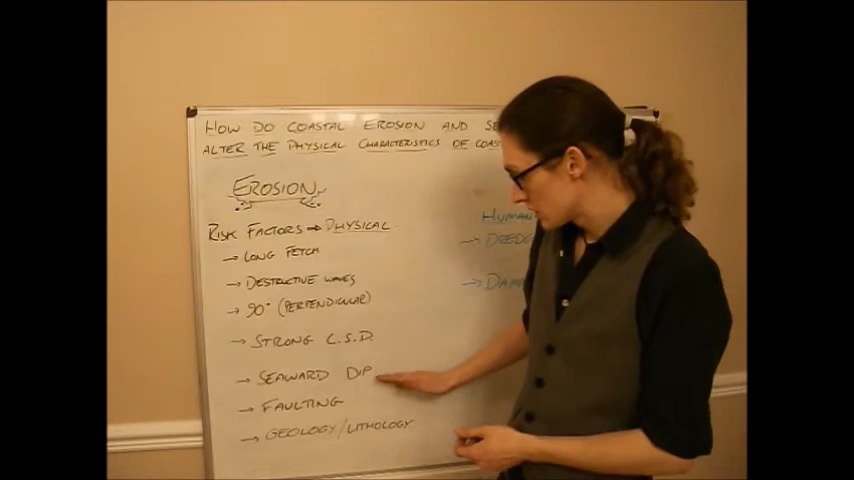 HOW DO COASTAL EROSION AND
ALTER THE PHYSICAL CHARACTERISTICS OF
EROSION
RISK FACTORS → PHYSICAL
→ LONG FETCH
→ DESTRUCTIVE WAVES
→ 90° (PERPENDICULAR)
→ STRONG L.S.D.
→ SEAWARD DIP
→ FAULTING
→ GEOLOGY/LITHOLOGY
HUMAN
→ DREDG
→ DAM